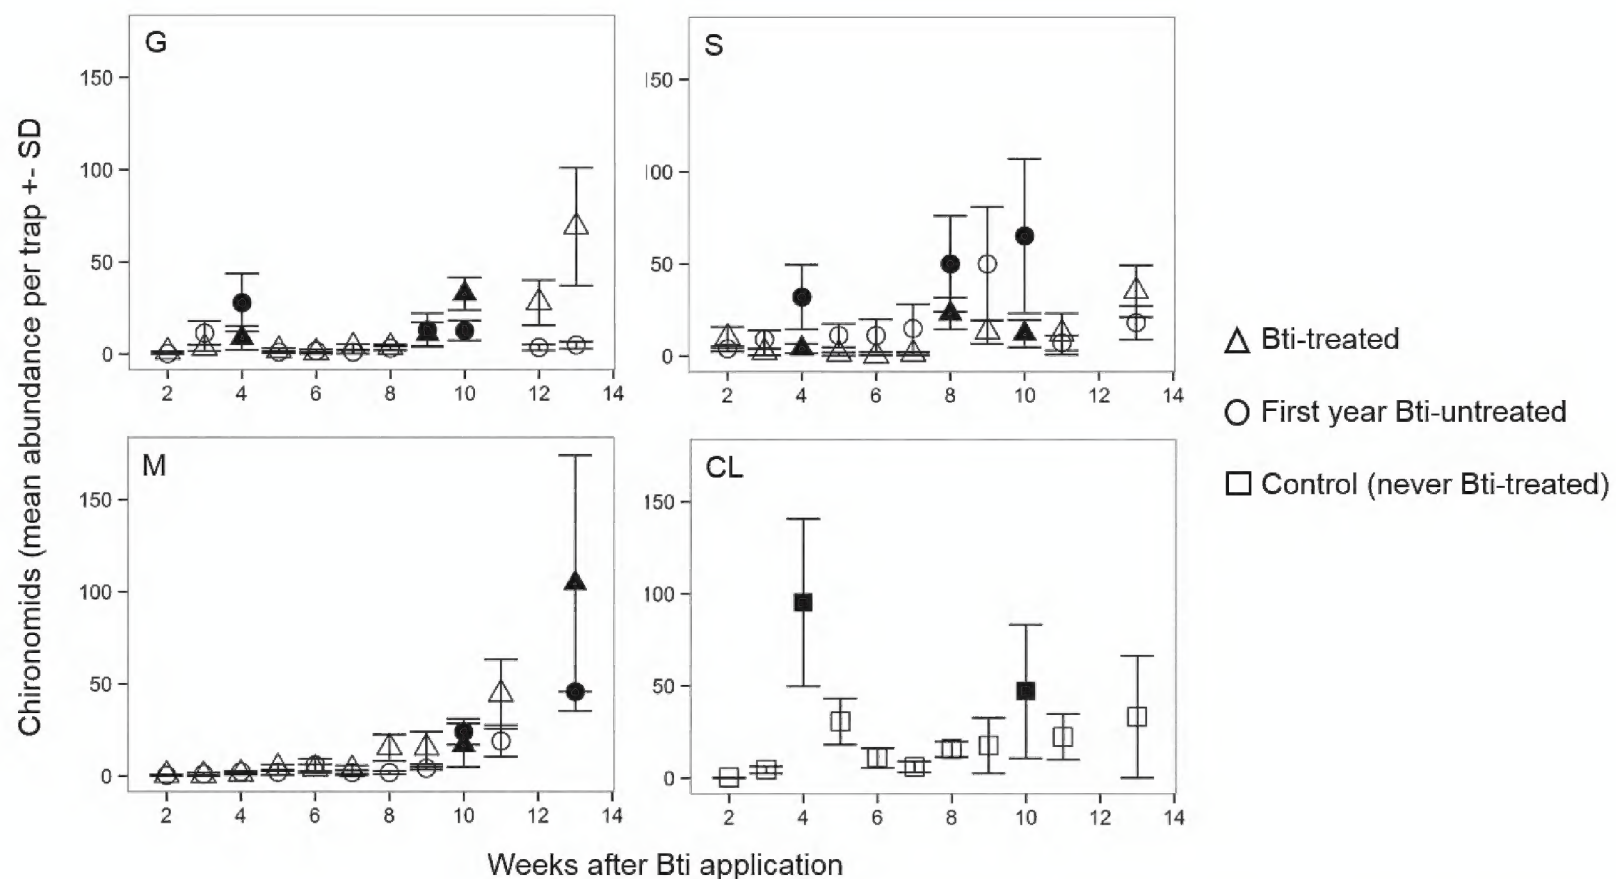 Chironomids (mean abundance per trap +- SD
G
150
100
50
0
2 4 6 8 10 12 14
S
150
100
50
0
2 4 6 8 10 12 14
M
150
100
50
0
2 4 6 8 10 12 14
CL
150
100
50
0
2 4 6 8 10 12 14
Weeks after Bti application
Bti-treated
First year Bti-untreated
Control (never Bti-treated)